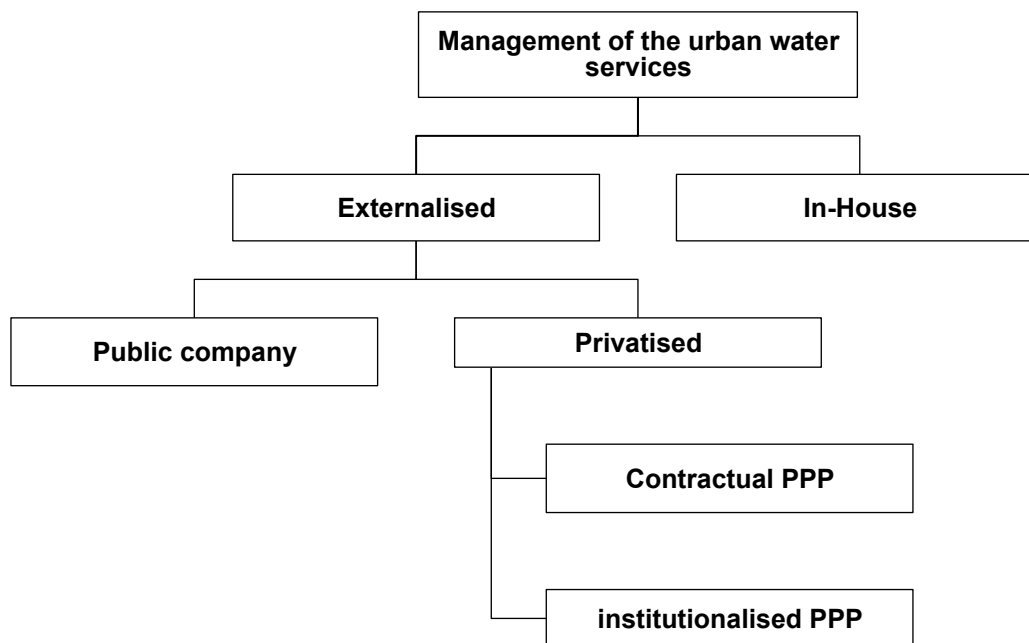 Management of the urban water
services
Externalised
In-House
Public company
Privatised
Contractual PPP
institutionalised PPP